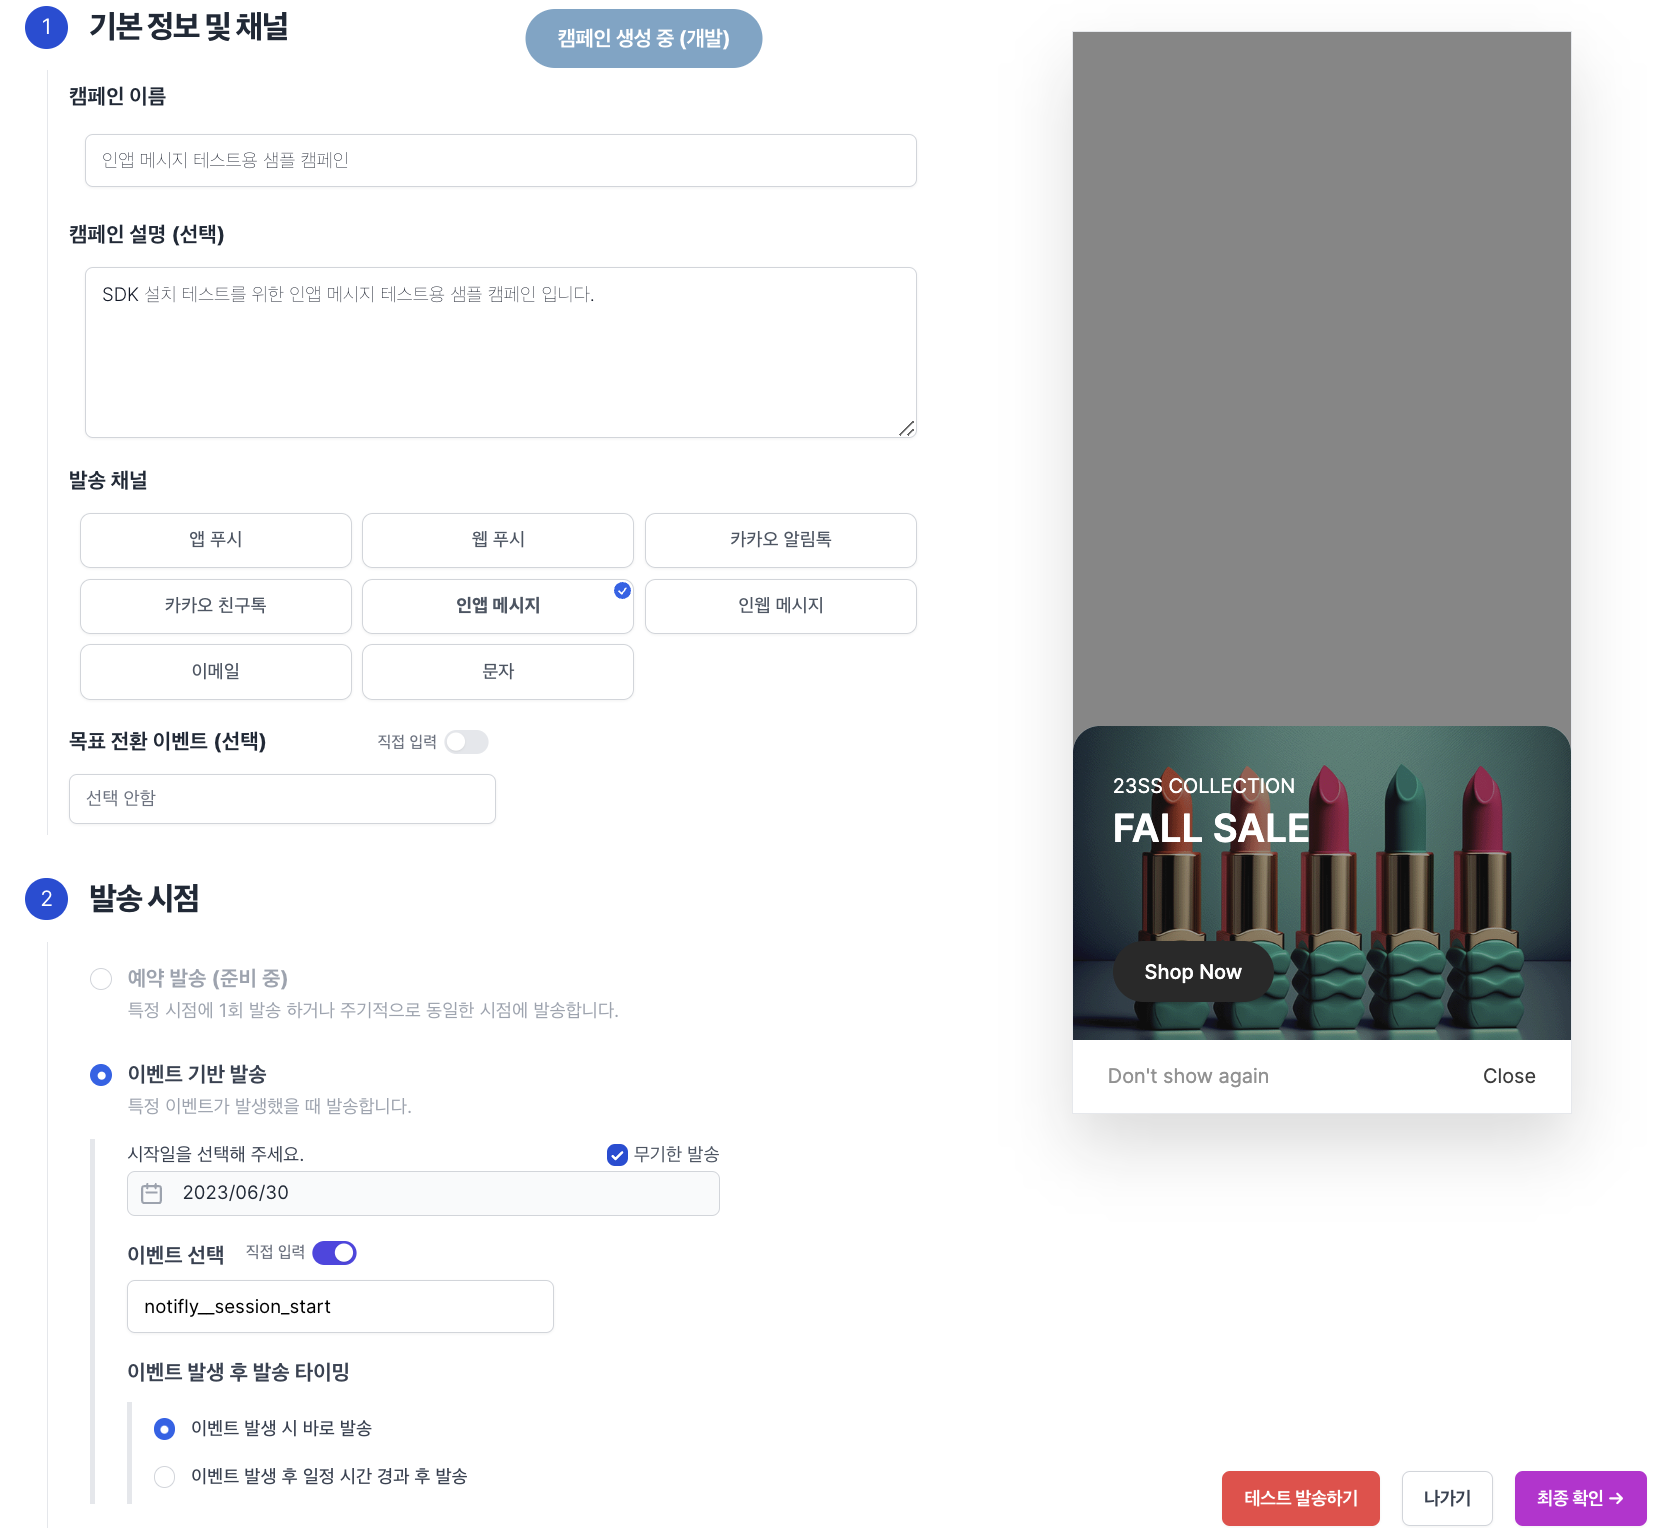 1
기본 정보 및 채널
캠페인 생성 중 (개발)
캠페인 이름
인앱 메시지 테스트용 샘플 캠페인
캠페인 설명 (선택)
SDK 설치 테스트를 위한 인앱 메시지 테스트용 샘플 캠페인 입니다.
발송 채널
앱 푸시
웹 푸시
카카오 알림톡
카카오 친구톡
인앱 메시지
인웹 메시지
이메일
문자
목표 전환 이벤트 (선택)
직접 입력
선택 안함
2
발송 시점
예약 발송 (준비 중)
특정 시점에 1회 발송 하거나 주기적으로 동일한 시점에 발송합니다.
이벤트 기반 발송
특정 이벤트가 발생했을 때 발송합니다.
시작일을 선택해 주세요.
무기한 발송
2023/06/30
이벤트 선택
직접 입력
notifly__session_start
이벤트 발생 후 발송 타이밍
이벤트 발생 시 바로 발송
이벤트 발생 후 일정 시간 경과 후 발송
23SS COLLECTION
FALL SALE
Shop Now
Don't show again
Close
테스트 발송하기
나가기
최종 확인 →